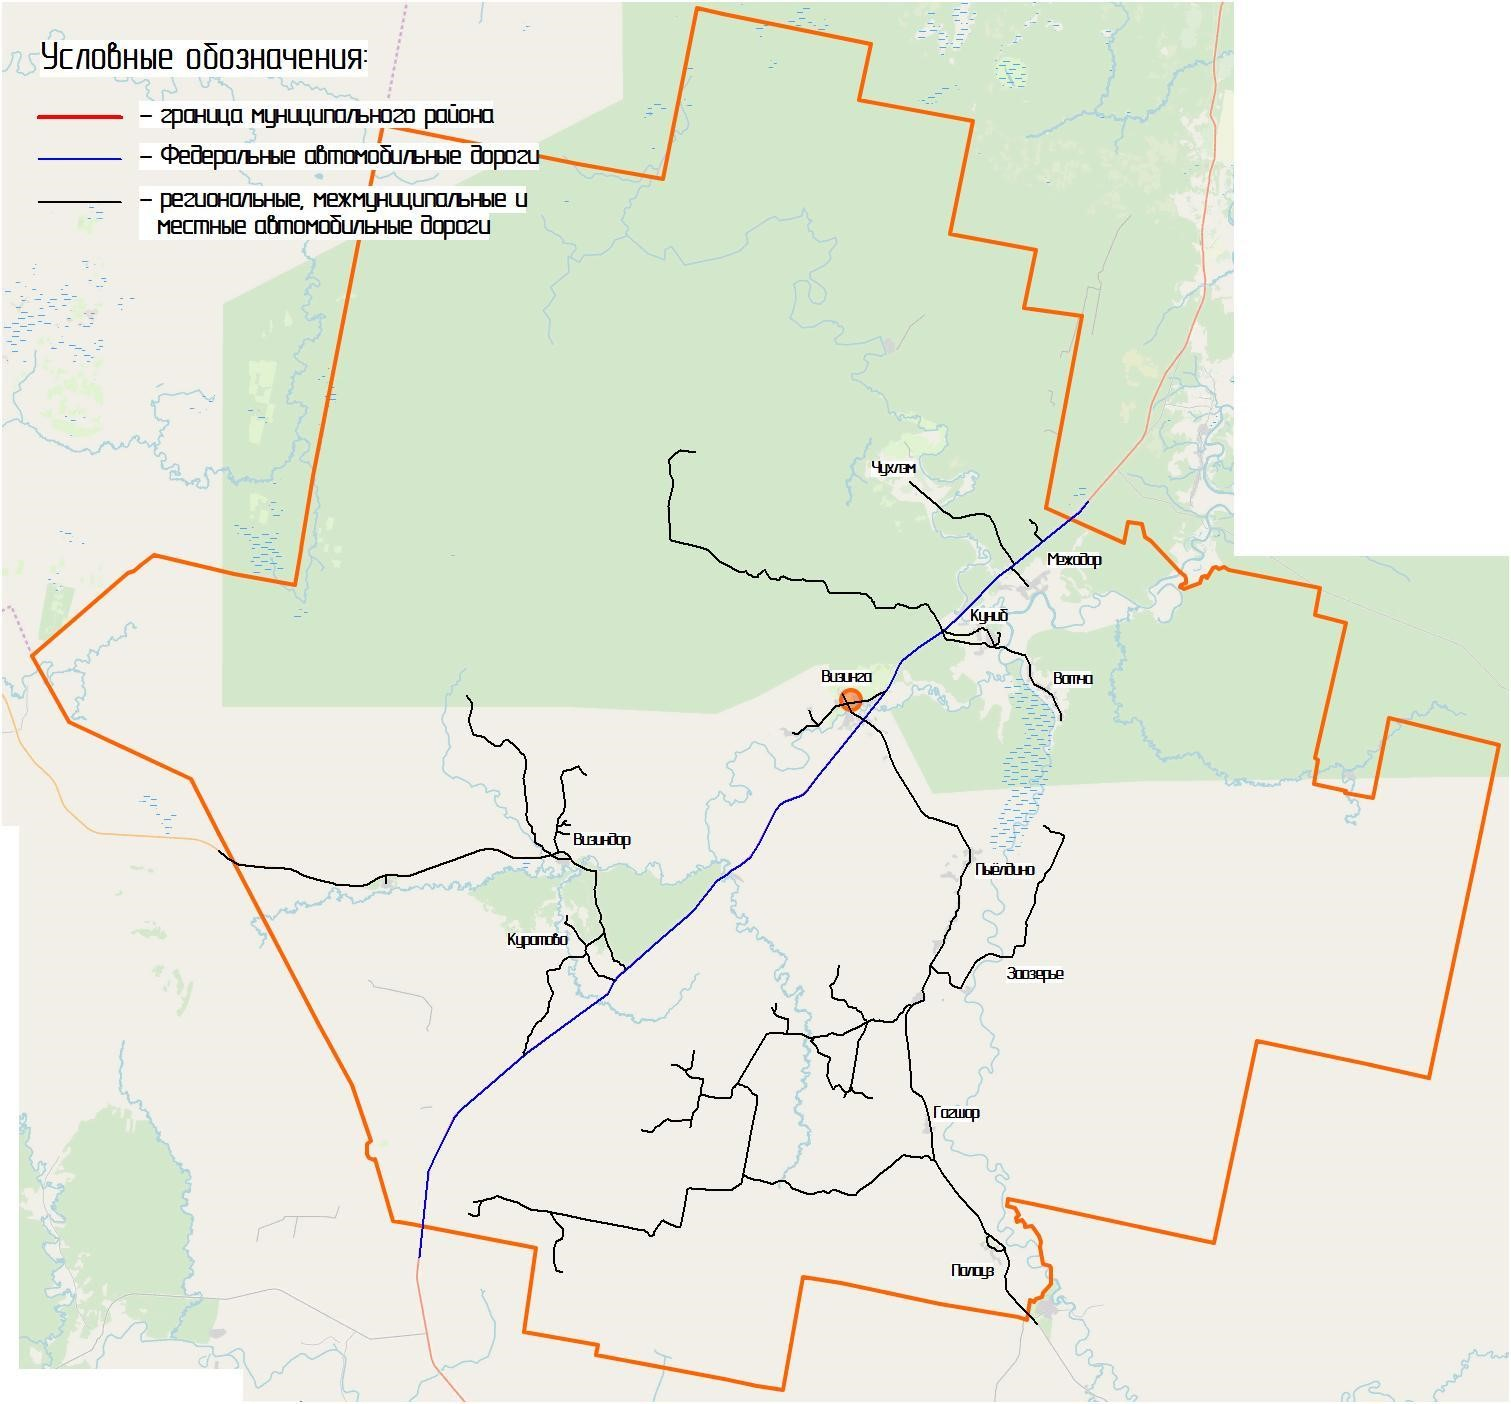 Условные обозначения:
– граница муниципального района
– Федеральные автомобильные дороги
– региональные, межмуниципальные и
местные автомобильные дороги
Чухлэм
Межадор
Куниб
Визинга
Вотча
Визиндор
Пыёлдино
Куратово
Заозерье
Гагшор
Палауз